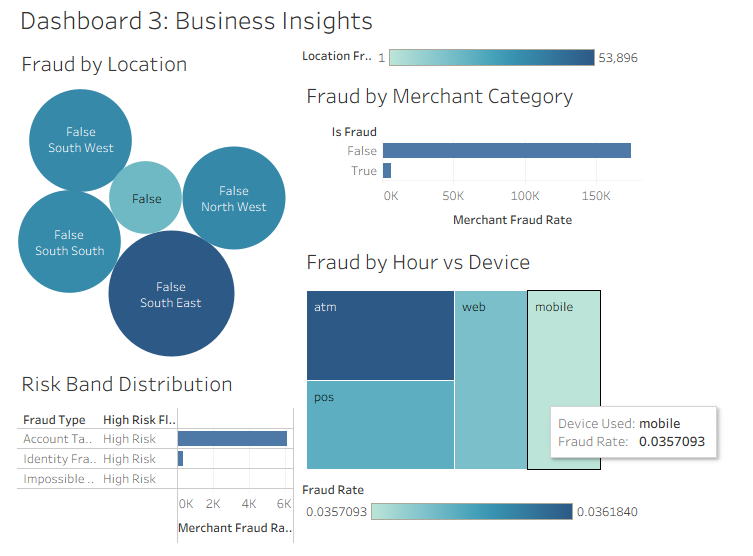 Dashboard 3: Business Insights
Fraud by Location
False
South West
False
False
North West
False
South South
False
South East
Location Fr.. 1 53,896
Fraud by Merchant Category
Is Fraud
False
True
0K 50K 100K 150K
Merchant Fraud Rate
Fraud by Hour vs Device
atm
web
mobile
pos
Device Used: mobile
Fraud Rate: 0.0357093
Fraud Rate
0.0357093 0.0361840
Risk Band Distribution
Fraud Type High Risk Fl..
Account Ta.. High Risk
Identity Fra.. High Risk
Impossible .. High Risk
0K 2K 4K 6K
Merchant Fraud Ra..